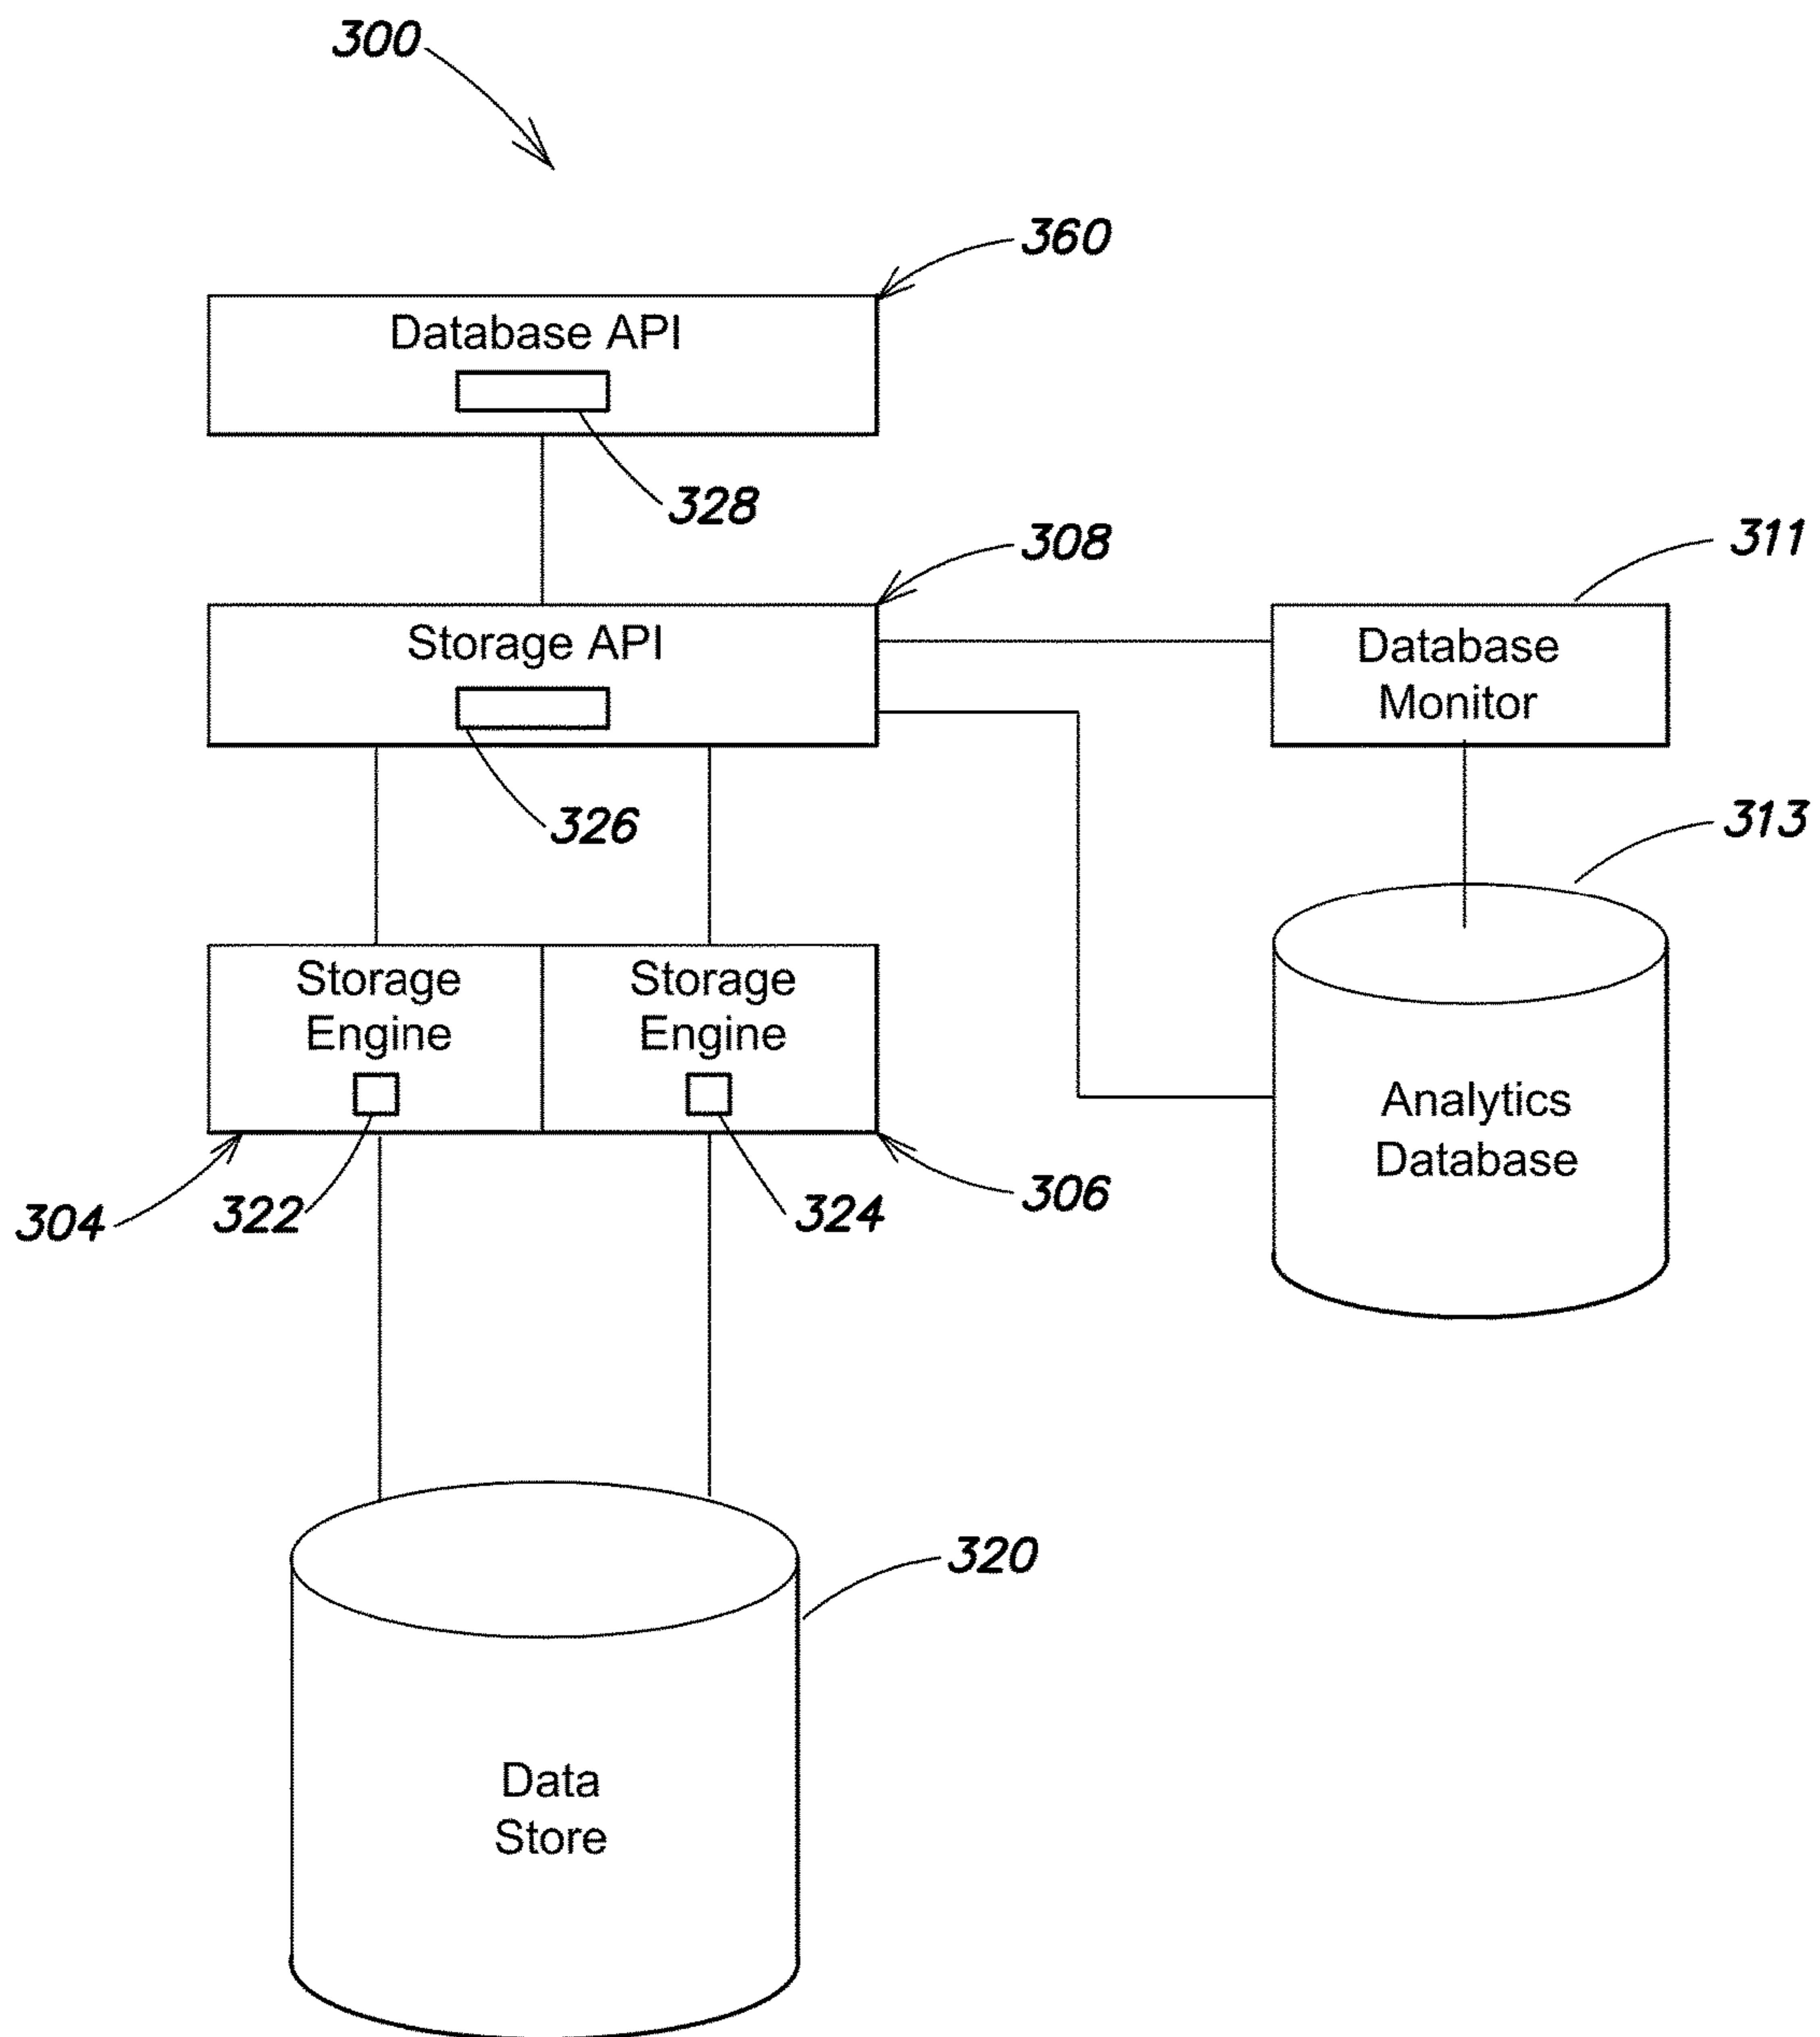 300
360
Database API
328
308
311
Storage API
Database
Monitor
326
313
Storage
Engine
Storage
Engine
Analytics
Database
304
322
324
306
320
Data
Store